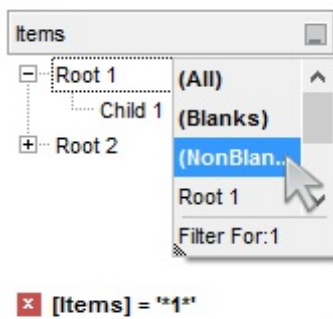 Items
Root 1
Child 1
Root 2
(All)
(Blanks)
(NonBlan..
Root 1
Filter For:1
x [Items] = '*1*'